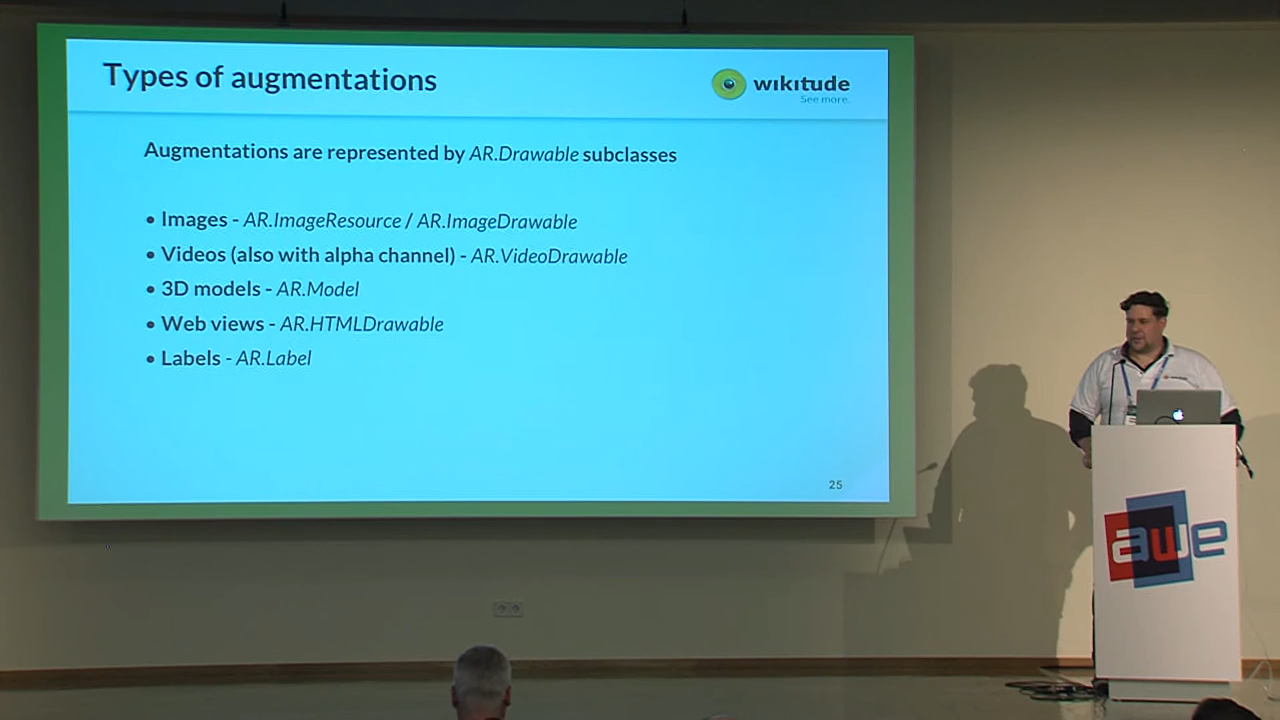 Types of augmentations
wikitude
See more.
Augmentations are represented by AR.Drawable subclasses
• Images - AR.ImageResource / AR.ImageDrawable
• Videos (also with alpha channel) - AR.VideoDrawable
• 3D models - AR.Model
• Web views - AR.HTMLDrawable
• Labels - AR.Label
25
awe